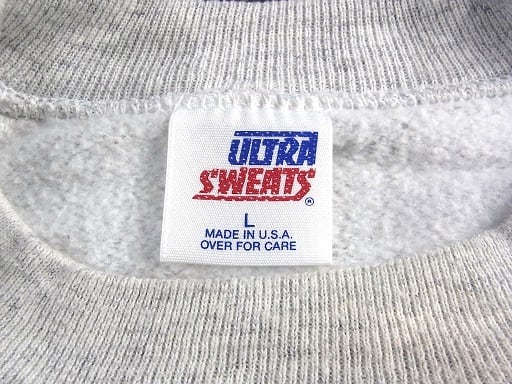 ULTRA
SWEATS®
L
MADE IN U.S.A.
OVER FOR CARE